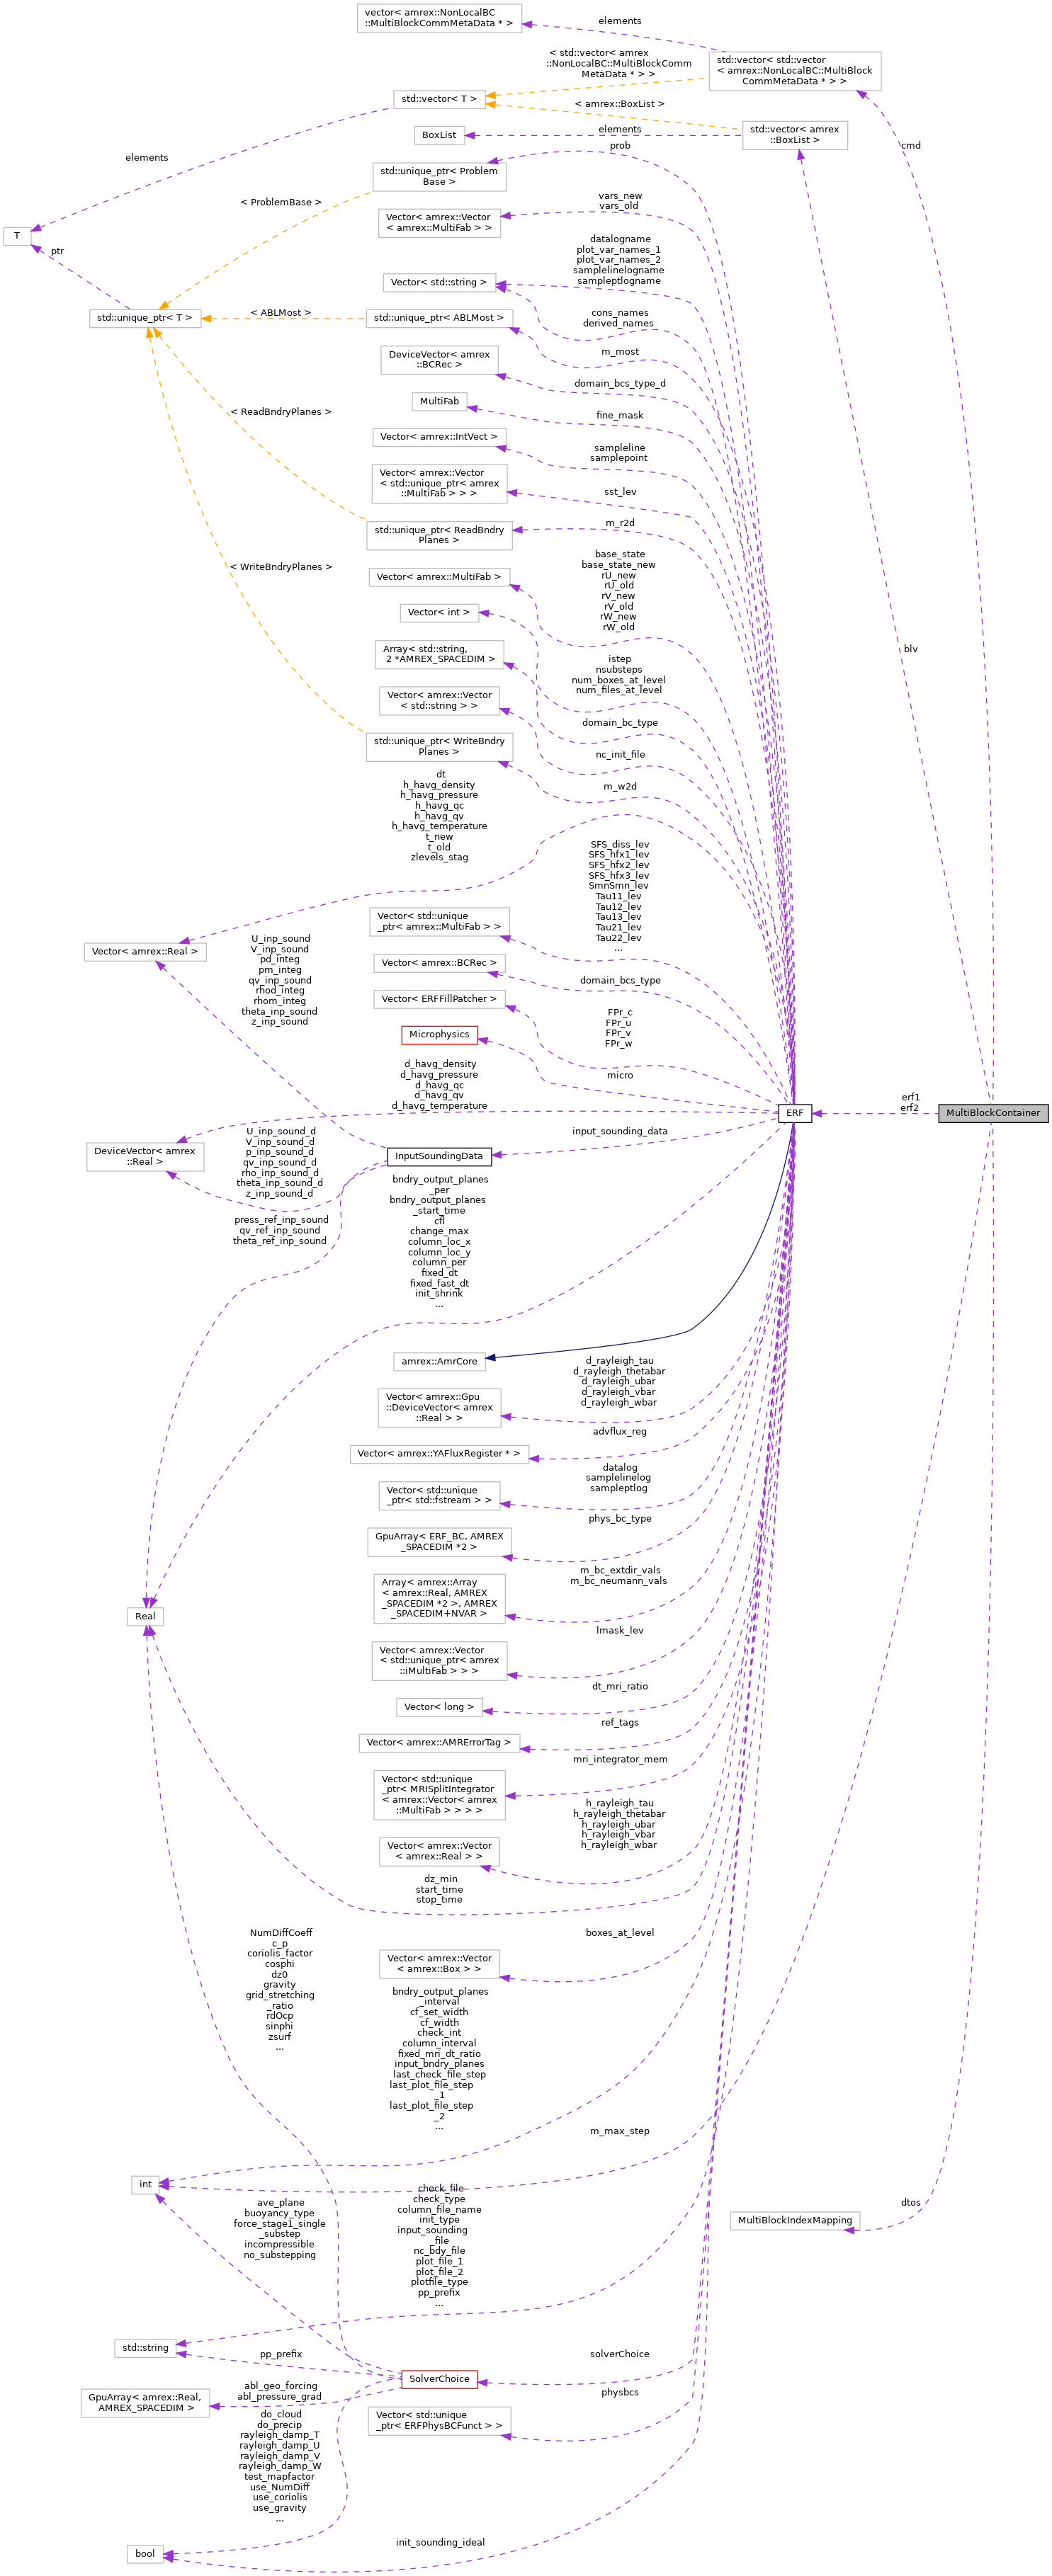 vector< amrex::NonLocalBC
::MultiBlockCommMetaData * >
elements
std::vector< std::vector
< amrex::NonLocalBC::MultiBlock
CommMetaData * > >
< std::vector< amrex
::NonLocalBC::MultiBlockComm
MetaData * > >
std::vector< T >
< amrex::BoxList >
BoxList
elements
std::vector< amrex
::BoxList >
cmd
elements
prob
std::unique_ptr< Problem
Base >
< ProblemBase >
vars_new
vars_old
Vector< amrex::Vector
< amrex::MultiFab > >
T
ptr
datalogname
plot_var_names_1
plot_var_names_2
samplelinelogname
sampleptlogname
Vector< std::string >
std::unique_ptr< T >
< ABLMost >
std::unique_ptr< ABLMost >
cons_names
derived_names
m_most
DeviceVector< amrex
::BCRec >
domain_bcs_type_d
MultiFab
fine_mask
< ReadBndryPlanes >
Vector< amrex::IntVect >
sampleline
samplepoint
Vector< amrex::Vector
< std::unique_ptr< amrex
::MultiFab > > >
sst_lev
std::unique_ptr< ReadBndry
Planes >
m_r2d
< WriteBndryPlanes >
Vector< amrex::MultiFab >
base_state
base_state_new
rU_new
rU_old
rV_new
rV_old
rW_new
rW_old
Vector< int >
Array< std::string,
2 *AMREX_SPACEDIM >
istep
nsubsteps
num_boxes_at_level
num_files_at_level
blv
Vector< amrex::Vector
< std::string > >
domain_bc_type
std::unique_ptr< WriteBndry
Planes >
nc_init_file
m_w2d
dt
h_havg_density
h_havg_pressure
h_havg_qc
h_havg_qv
h_havg_temperature
t_new
t_old
zlevels_stag
SFS_diss_lev
SFS_hfx1_lev
SFS_hfx2_lev
SFS_hfx3_lev
SmnSmn_lev
Tau11_lev
Tau12_lev
Tau13_lev
Tau21_lev
Tau22_lev
...
Vector< std::unique
_ptr< amrex::MultiFab > >
Vector< amrex::Real >
U_inp_sound
V_inp_sound
pd_integ
pm_integ
qv_inp_sound
rhod_integ
rhom_integ
theta_inp_sound
z_inp_sound
Vector< amrex::BCRec >
domain_bcs_type
Vector< ERFFillPatcher >
FPr_c
FPr_u
FPr_v
FPr_w
Microphysics
micro
d_havg_density
d_havg_pressure
d_havg_qc
d_havg_qv
d_havg_temperature
ERF
erf1
erf2
MultiBlockContainer
DeviceVector< amrex
::Real >
U_inp_sound_d
V_inp_sound_d
p_inp_sound_d
qv_inp_sound_d
rho_inp_sound_d
theta_inp_sound_d
z_inp_sound_d
InputSoundingData
input_sounding_data
press_ref_inp_sound
qv_ref_inp_sound
theta_ref_inp_sound
bndry_output_planes
_per
bndry_output_planes
_start_time
cfl
change_max
column_loc_x
column_loc_y
column_per
fixed_dt
fixed_fast_dt
init_shrink
...
amrex::AmrCore
Vector< amrex::Gpu
::DeviceVector< amrex
::Real > >
d_rayleigh_tau
d_rayleigh_thetabar
d_rayleigh_ubar
d_rayleigh_vbar
d_rayleigh_wbar
Vector< amrex::YAFluxRegister * >
advflux_reg
Vector< std::unique
_ptr< std::fstream > >
datalog
samplelinelog
sampleptlog
GpuArray< ERF_BC, AMREX
_SPACEDIM *2 >
phys_bc_type
Array< amrex::Array
< amrex::Real, AMREX
_SPACEDIM *2 >, AMREX
_SPACEDIM+NVAR >
m_bc_extdir_vals
m_bc_neumann_vals
Real
Vector< amrex::Vector
< std::unique_ptr< amrex
::iMultiFab > > >
lmask_lev
Vector< long >
dt_mri_ratio
Vector< amrex::AMRErrorTag >
ref_tags
Vector< std::unique
_ptr< MRISplitIntegrator
< amrex::Vector< amrex
::MultiFab > > > >
mri_integrator_mem
Vector< amrex::Vector
< amrex::Real > >
h_rayleigh_tau
h_rayleigh_thetabar
h_rayleigh_ubar
h_rayleigh_vbar
h_rayleigh_wbar
dz_min
start_time
stop_time
NumDiffCoeff
c_p
coriolis_factor
cosphi
dz0
gravity
grid_stretching
_ratio
rdOcp
sinphi
zsurf
...
Vector< amrex::Vector
< amrex::Box > >
boxes_at_level
bndry_output_planes
_interval
cf_set_width
cf_width
check_int
column_interval
fixed_mri_dt_ratio
input_bndry_planes
last_check_file_step
last_plot_file_step
_1
last_plot_file_step
_2
...
m_max_step
int
ave_plane
buoyancy_type
force_stage1_single
_substep
incompressible
no_substepping
check_file
check_type
column_file_name
init_type
input_sounding
_file
nc_bdy_file
plot_file_1
plot_file_2
plotfile_type
pp_prefix
...
dtos
MultiBlockIndexMapping
std::string
pp_prefix
SolverChoice
solverChoice
GpuArray< amrex::Real,
AMREX_SPACEDIM >
abl_geo_forcing
abl_pressure_grad
Vector< std::unique
_ptr< ERFPhysBCFunct > >
physbcs
do_cloud
do_precip
rayleigh_damp_T
rayleigh_damp_U
rayleigh_damp_V
rayleigh_damp_W
test_mapfactor
use_NumDiff
use_coriolis
use_gravity
...
bool
init_sounding_ideal